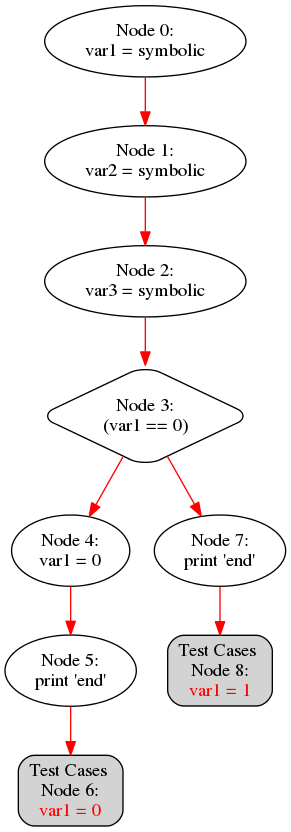 Node 0:
var1 = symbolic
Node 1:
var2 = symbolic
Node 2:
var3 = symbolic
Node 3:
(var1 == 0)
Node 4:
var1 = 0
Node 7:
print 'end'
Node 5:
print 'end'
Test Cases
Node 8:
var1 = 1
Test Cases
Node 6:
var1 = 0